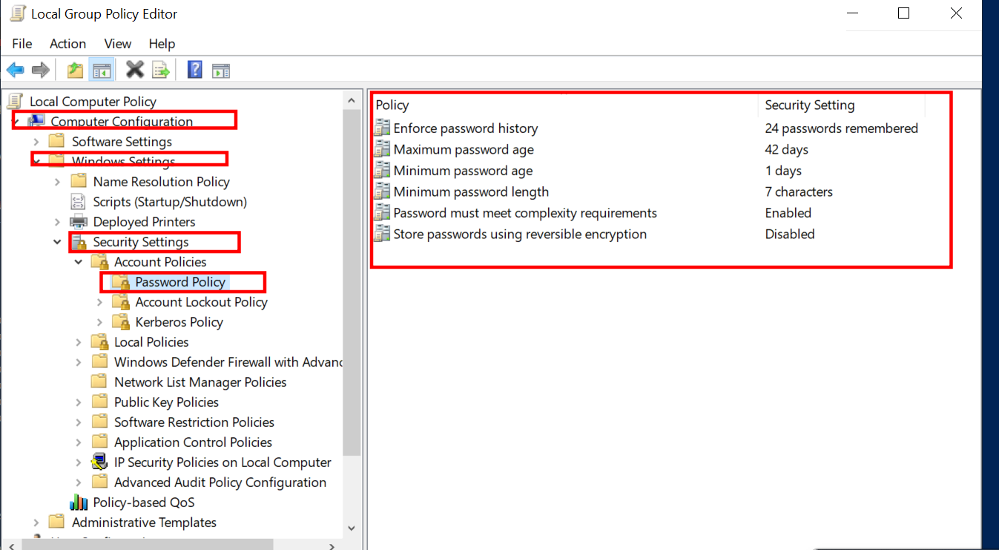 Local Group Policy Editor
File Action View Help
Local Computer Policy
Computer Configuration
Software Settings
Windows Settings
Name Resolution Policy
Scripts (Startup/Shutdown)
Deployed Printers
Security Settings
Account Policies
Password Policy
Account Lockout Policy
Kerberos Policy
Local Policies
Windows Defender Firewall with Advanc
Network List Manager Policies
Public Key Policies
Software Restriction Policies
Application Control Policies
IP Security Policies on Local Computer
Advanced Audit Policy Configuration
Policy-based QoS
Administrative Templates
Policy Security Setting
Enforce password history 24 passwords remembered
Maximum password age 42 days
Minimum password age 1 days
Minimum password length 7 characters
Password must meet complexity requirements Enabled
Store passwords using reversible encryption Disabled